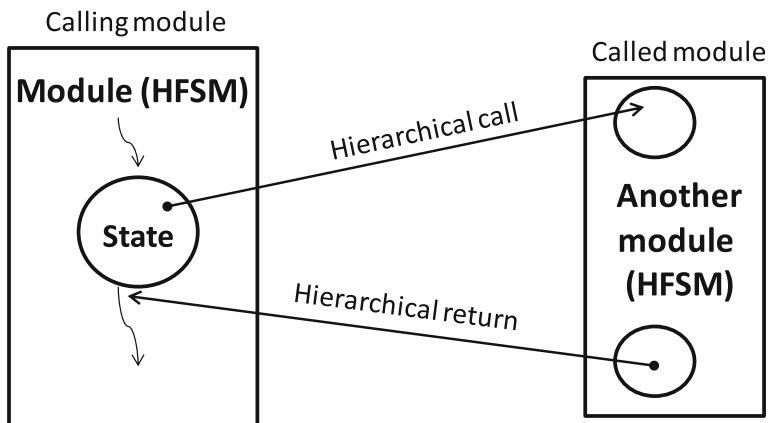 Calling module
Module (HFSM)
State
Hierarchical call
Hierarchical return
Called module
Another
module
(HFSM)